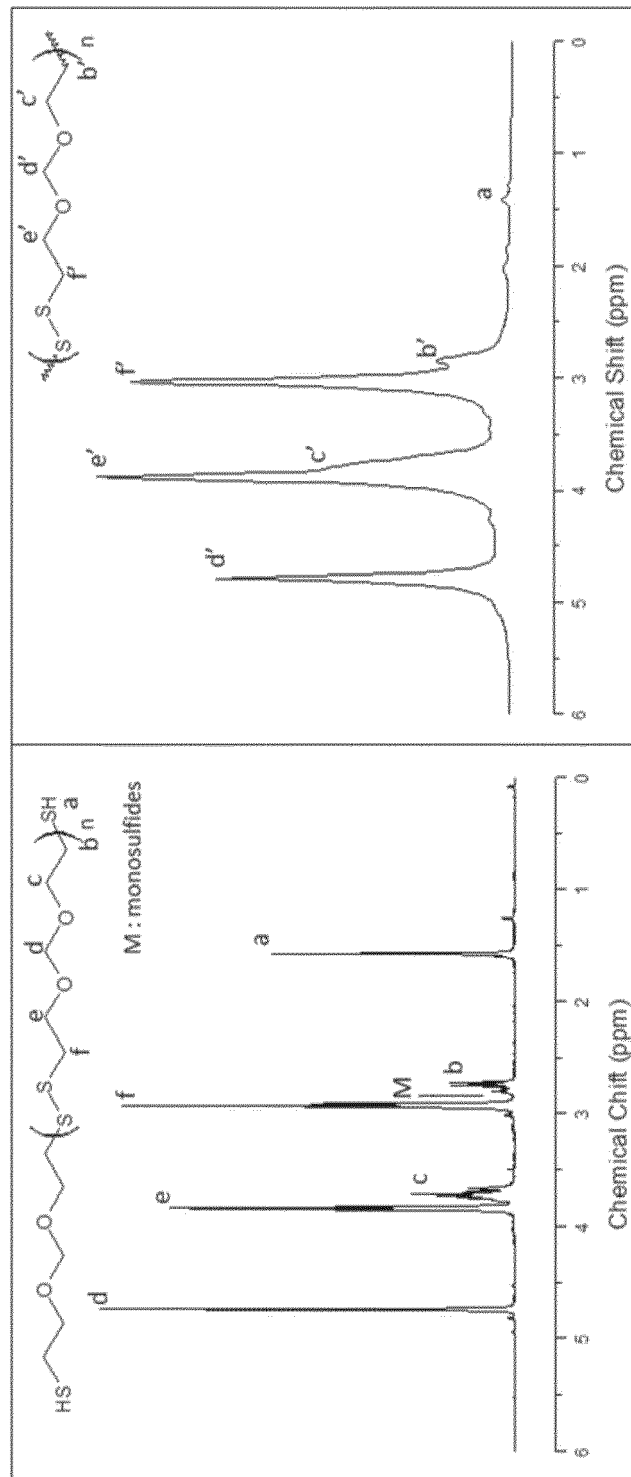 HS O O ( S S f e O d O c ) b n SH a
M : monosulfides
d e c f M b a
6 5 4 3 2 1 0
Chemical Chift (ppm)
( S S f' e' O d' O c' ) b' n
d' e' c' f' b' a
6 5 4 3 2 1 0
Chemical Shift (ppm)